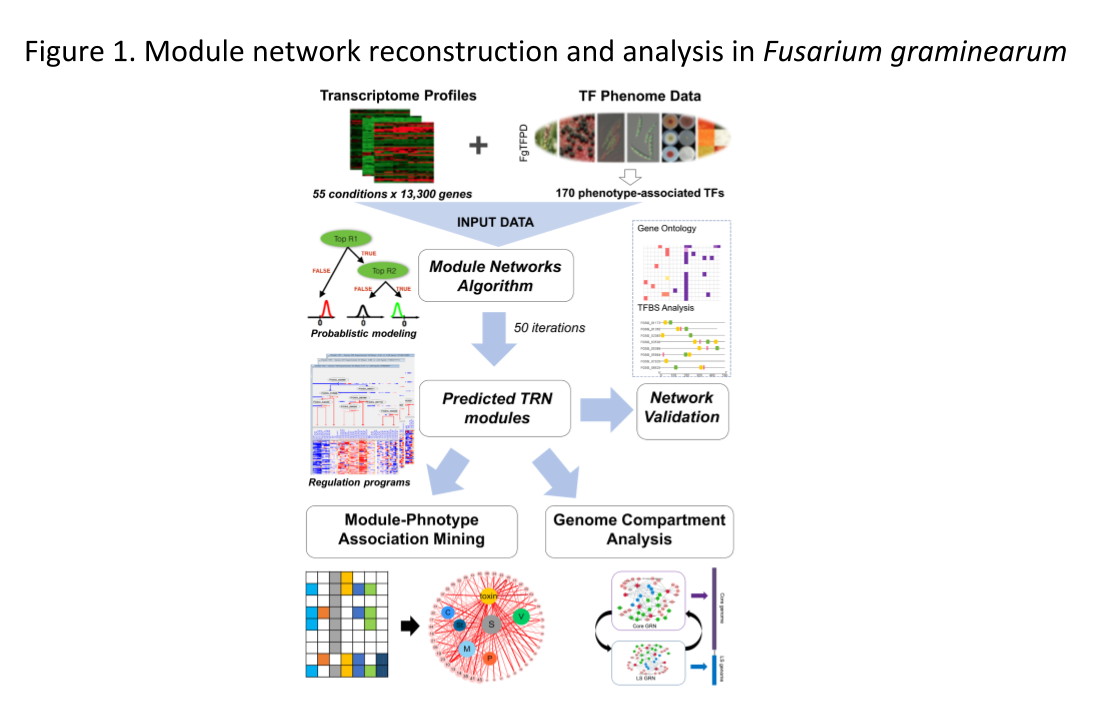 Figure 1. Module network reconstruction and analysis in Fusarium graminearum
Transcriptome Profiles
TF Phenome Data
+
FgTFPD
55 conditions x 13,300 genes
170 phenotype-associated TFs
INPUT DATA
Top R1
TRUE
FALSE
Top R2
FALSE
TRUE
0
0
0
Probablistic modeling
Module Networks
Algorithm
50 iterations
Gene Ontology
TFBS Analysis
Predicted TRN
modules
Network
Validation
Regulation programs
Module-Phnotype
Association Mining
Genome Compartment
Analysis
toxin
C
V
S
M
P
Core GRN
LS GRN
Core genome
LS genome